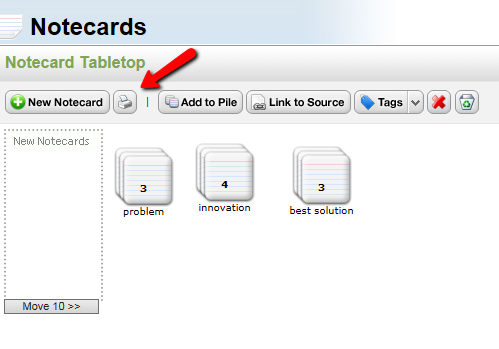 Notecards
Notecard Tabletop
New Notecard | Add to Pile Link to Source Tags
New Notecards
3 4 3
problem innovation best solution
Move 10 >>